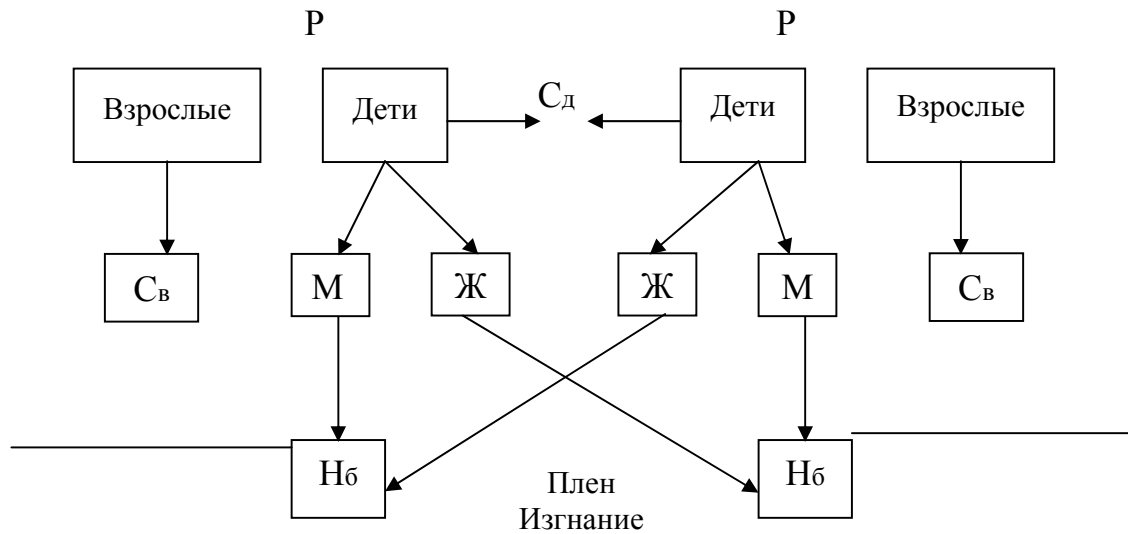 Р Р
Взрослые Дети Сд Дети Взрослые
Св М Ж Ж М Св
Нб Нб
Плен
Изгнание